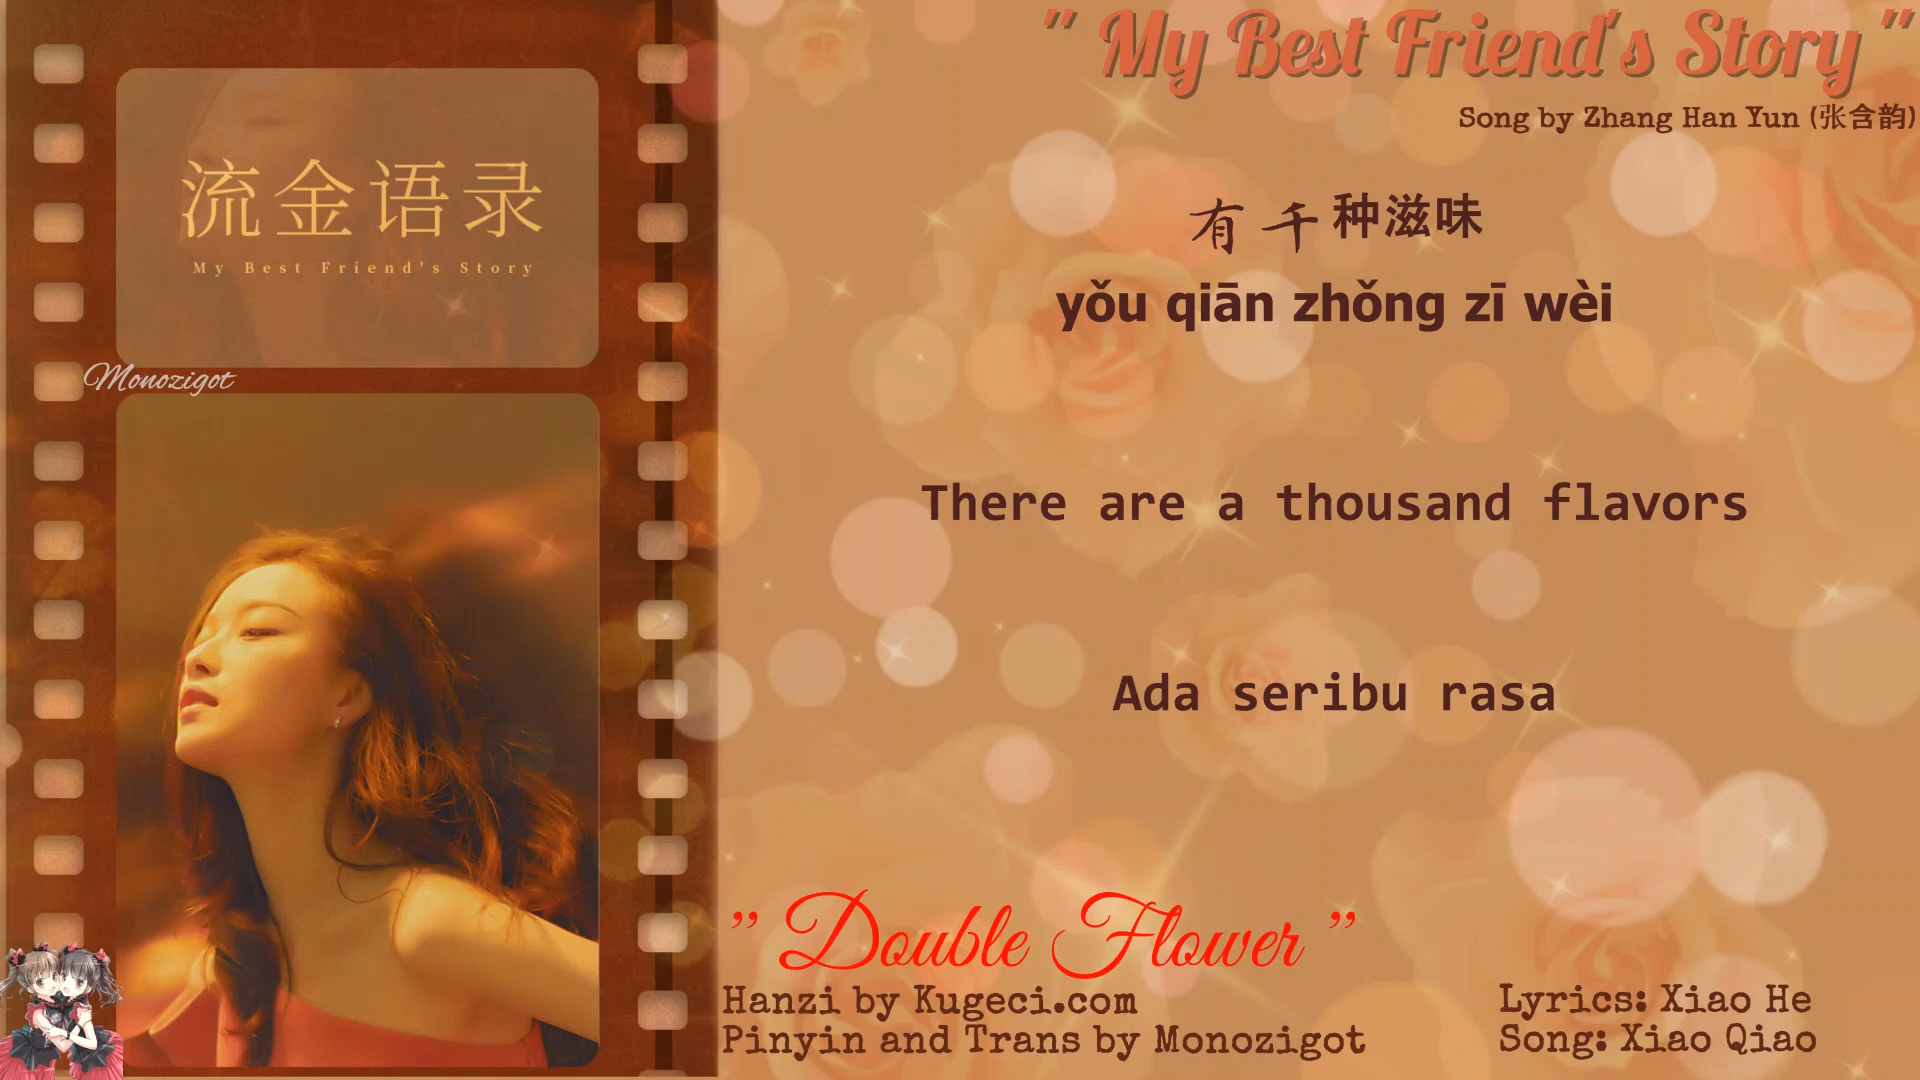 流金语录
My Best Friend's Story
Monozigot
" My Best Friend's Story "
Song by Zhang Han Yun (张含韵)
有千种滋味
yǒu qiān zhǒng zī wèi
There are a thousand flavors
Ada seribu rasa
" Double Flower "
Hanzi by Kugeci.com
Pinyin and Trans by Monozigot
Lyrics: Xiao He
Song: Xiao Qiao